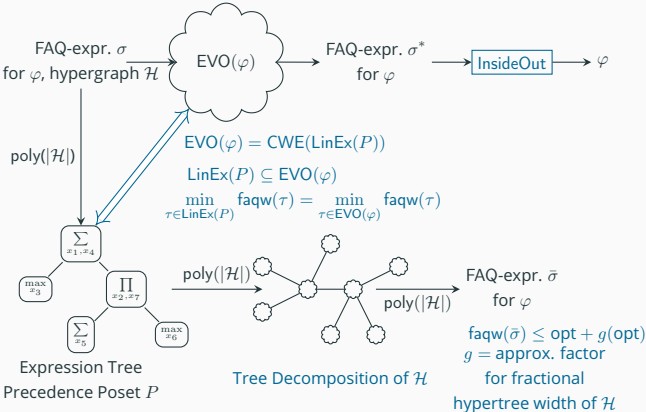 FAQ-expr. σ
for φ, hypergraph ℋ
EVO(φ)
FAQ-expr. σ*
for φ
InsideOut
φ
poly(|ℋ|)
EVO(φ) = CWE(LinEx(P))
LinEx(P) ⊆ EVO(φ)
min τ∈LinEx(P) faqw(τ) = min τ∈EVO(φ) faqw(τ)
∑ x₁,x₄
max x₃
∏ x₂,x₇
∑ x₅
max x₆
poly(|ℋ|)
poly(|ℋ|)
FAQ-expr. σ̄
for φ
faqw(σ̄) ≤ opt + g(opt)
g = approx. factor
for fractional
hypertree width of ℋ
Expression Tree
Precedence Poset P
Tree Decomposition of ℋ